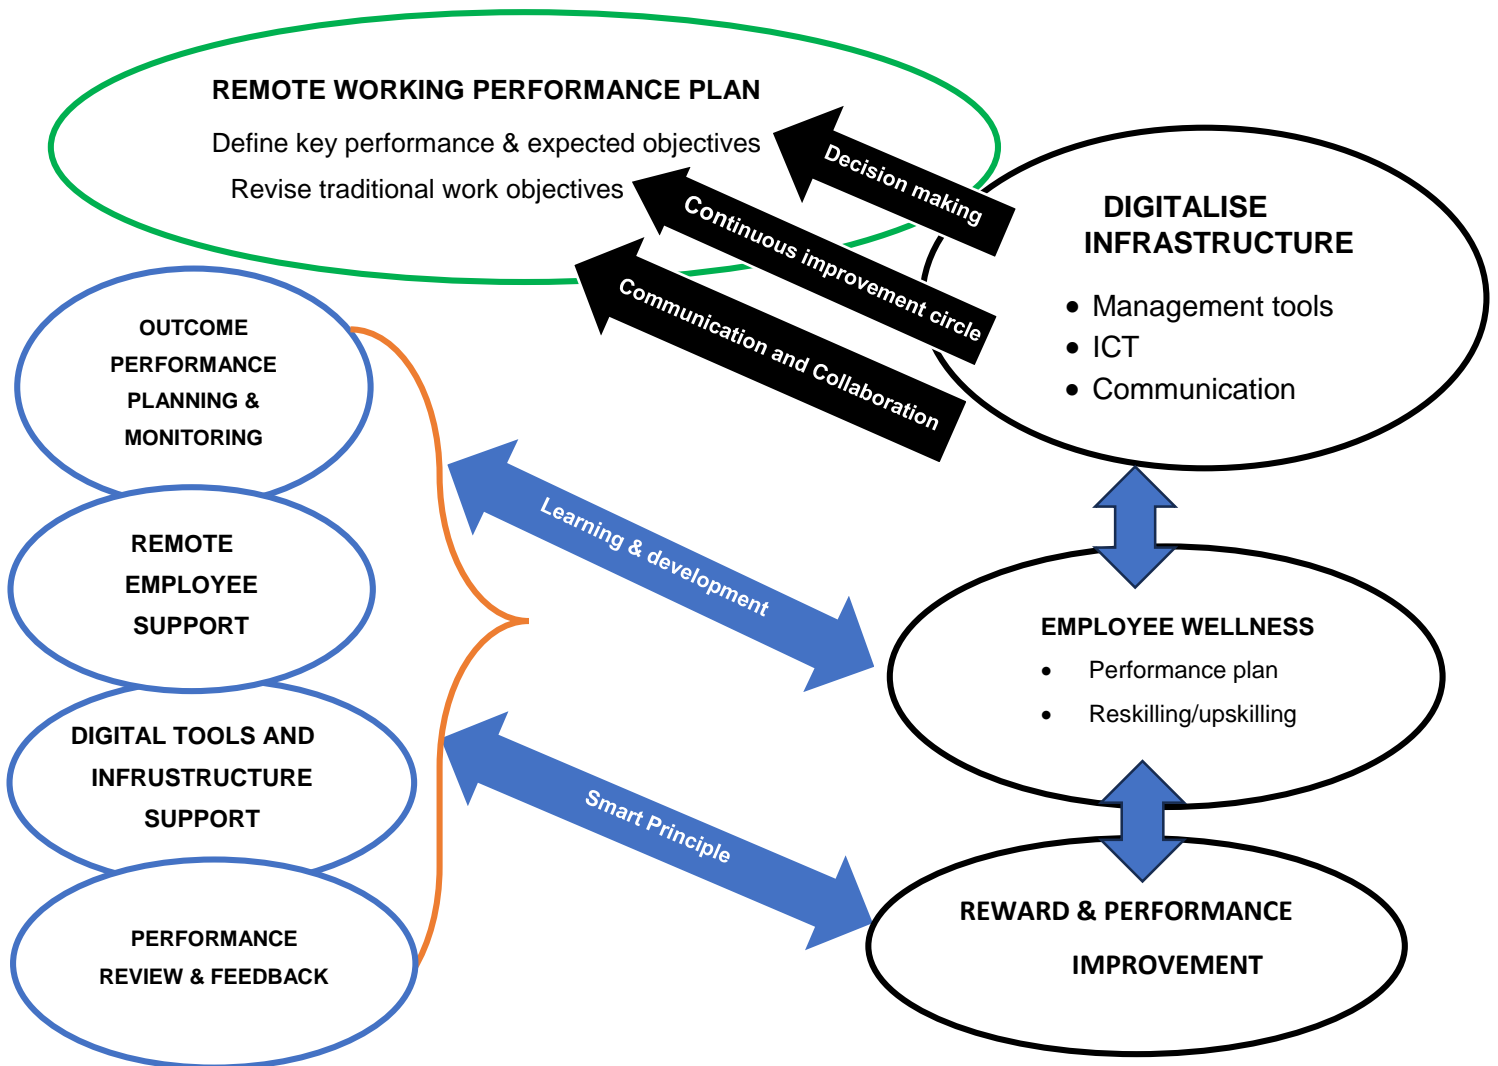 REMOTE WORKING PERFORMANCE PLAN
Define key performance & expected objectives
Revise traditional work objectives
Decision making
Continuous improvement circle
Communication and Collaboration
DIGITALISE
INFRASTRUCTURE
• Management tools
• ICT
• Communication
OUTCOME
PERFORMANCE
PLANNING &
MONITORING
REMOTE
EMPLOYEE
SUPPORT
DIGITAL TOOLS AND
INFRUSTRUCTURE
SUPPORT
PERFORMANCE
REVIEW & FEEDBACK
Learning & development
Smart Principle
EMPLOYEE WELLNESS
• Performance plan
• Reskilling/upskilling
REWARD & PERFORMANCE
IMPROVEMENT